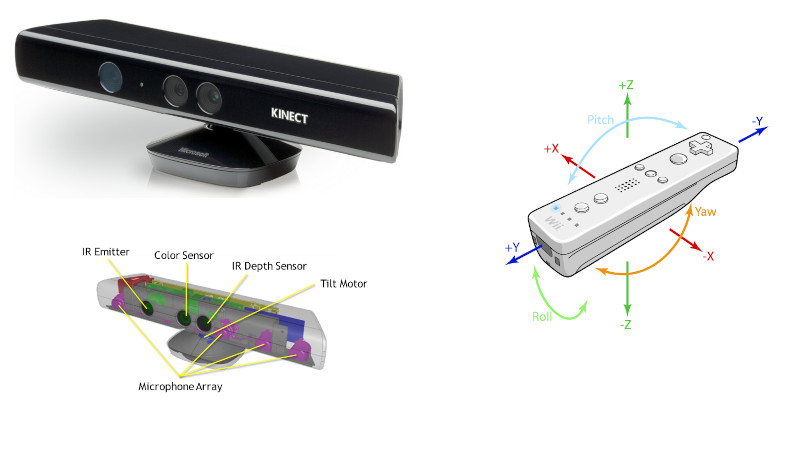 KINECT
Microsoft
IR Emitter
Color Sensor
IR Depth Sensor
Tilt Motor
Microphone Array
+Z
Pitch
-Y
+X
Wii
Yaw
+Y
-X
Roll
-Z